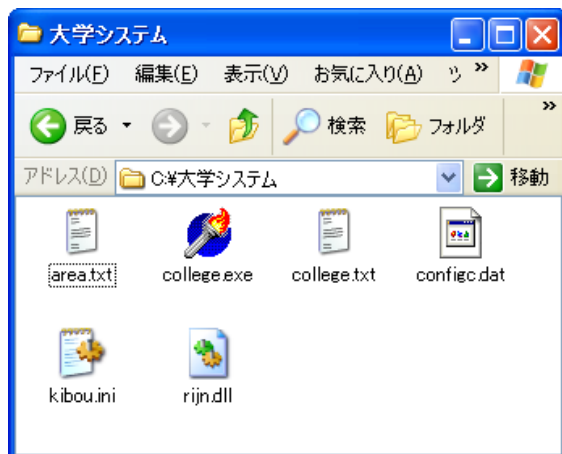 大学システム
ファイル(F) 編集(E) 表示(V) お気に入り(A) ツ »
戻る 検索 フォルダ »
アドレス(D) C:¥大学システム 移動
area.txt college.exe college.txt configc.dat
kibou.ini rijn.dll